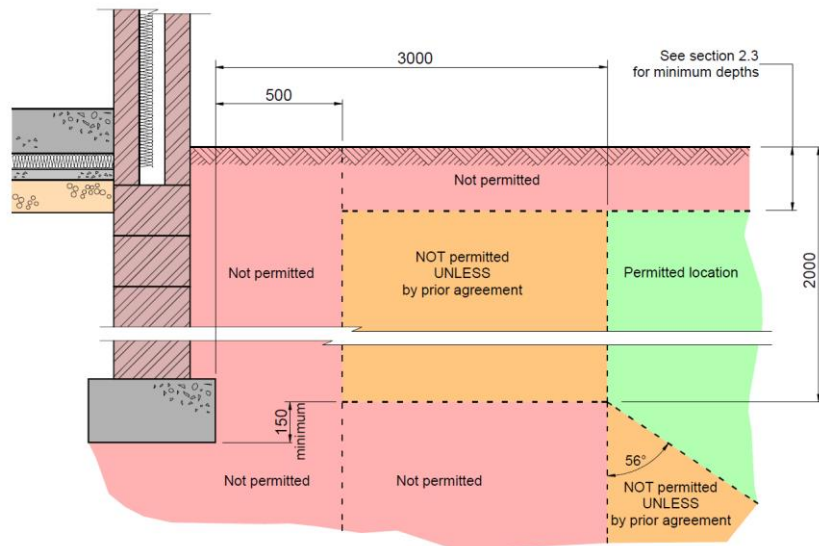 3000
See section 2.3
for minimum depths
500
Not permitted
Not permitted
NOT permitted
UNLESS
by prior agreement
Permitted location
2000
150
minimum
56°
Not permitted
Not permitted
NOT permitted
UNLESS
by prior agreement